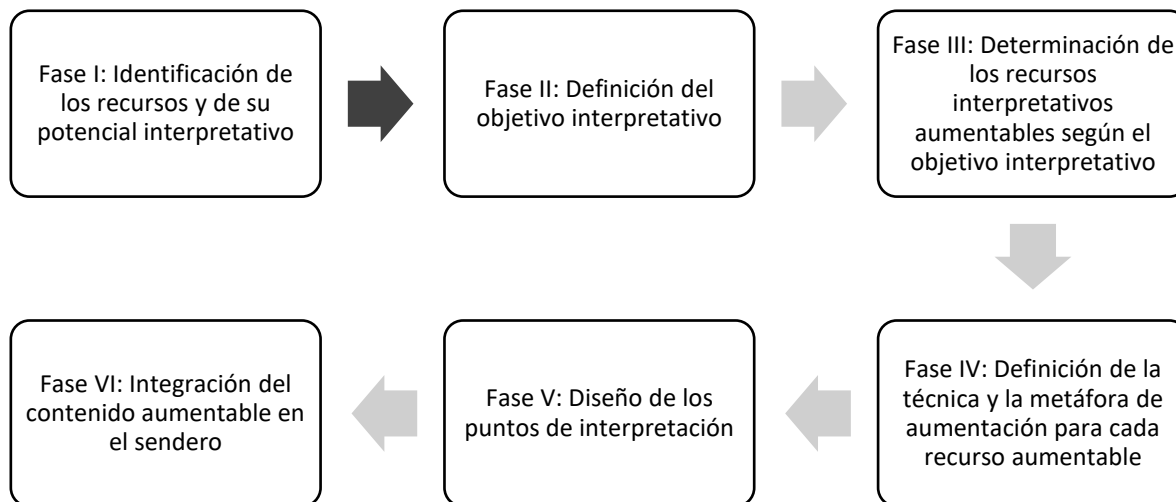 Fase I: Identificación de
los recursos y de su
potencial interpretativo
Fase II: Definición del
objetivo interpretativo
Fase III: Determinación de
los recursos
interpretativos
aumentables según el
objetivo interpretativo
Fase IV: Definición de la
técnica y la metáfora de
aumentación para cada
recurso aumentable
Fase V: Diseño de los
puntos de interpretación
Fase VI: Integración del
contenido aumentable en
el sendero